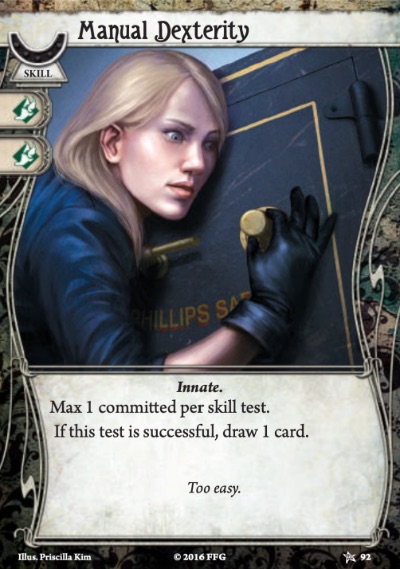 Manual Dexterity
SKILL
PHILLIPS SA
Innate.
Max 1 committed per skill test.
If this test is successful, draw 1 card.
Too easy.
Illus. Priscilla Kim © 2016 FFG 92